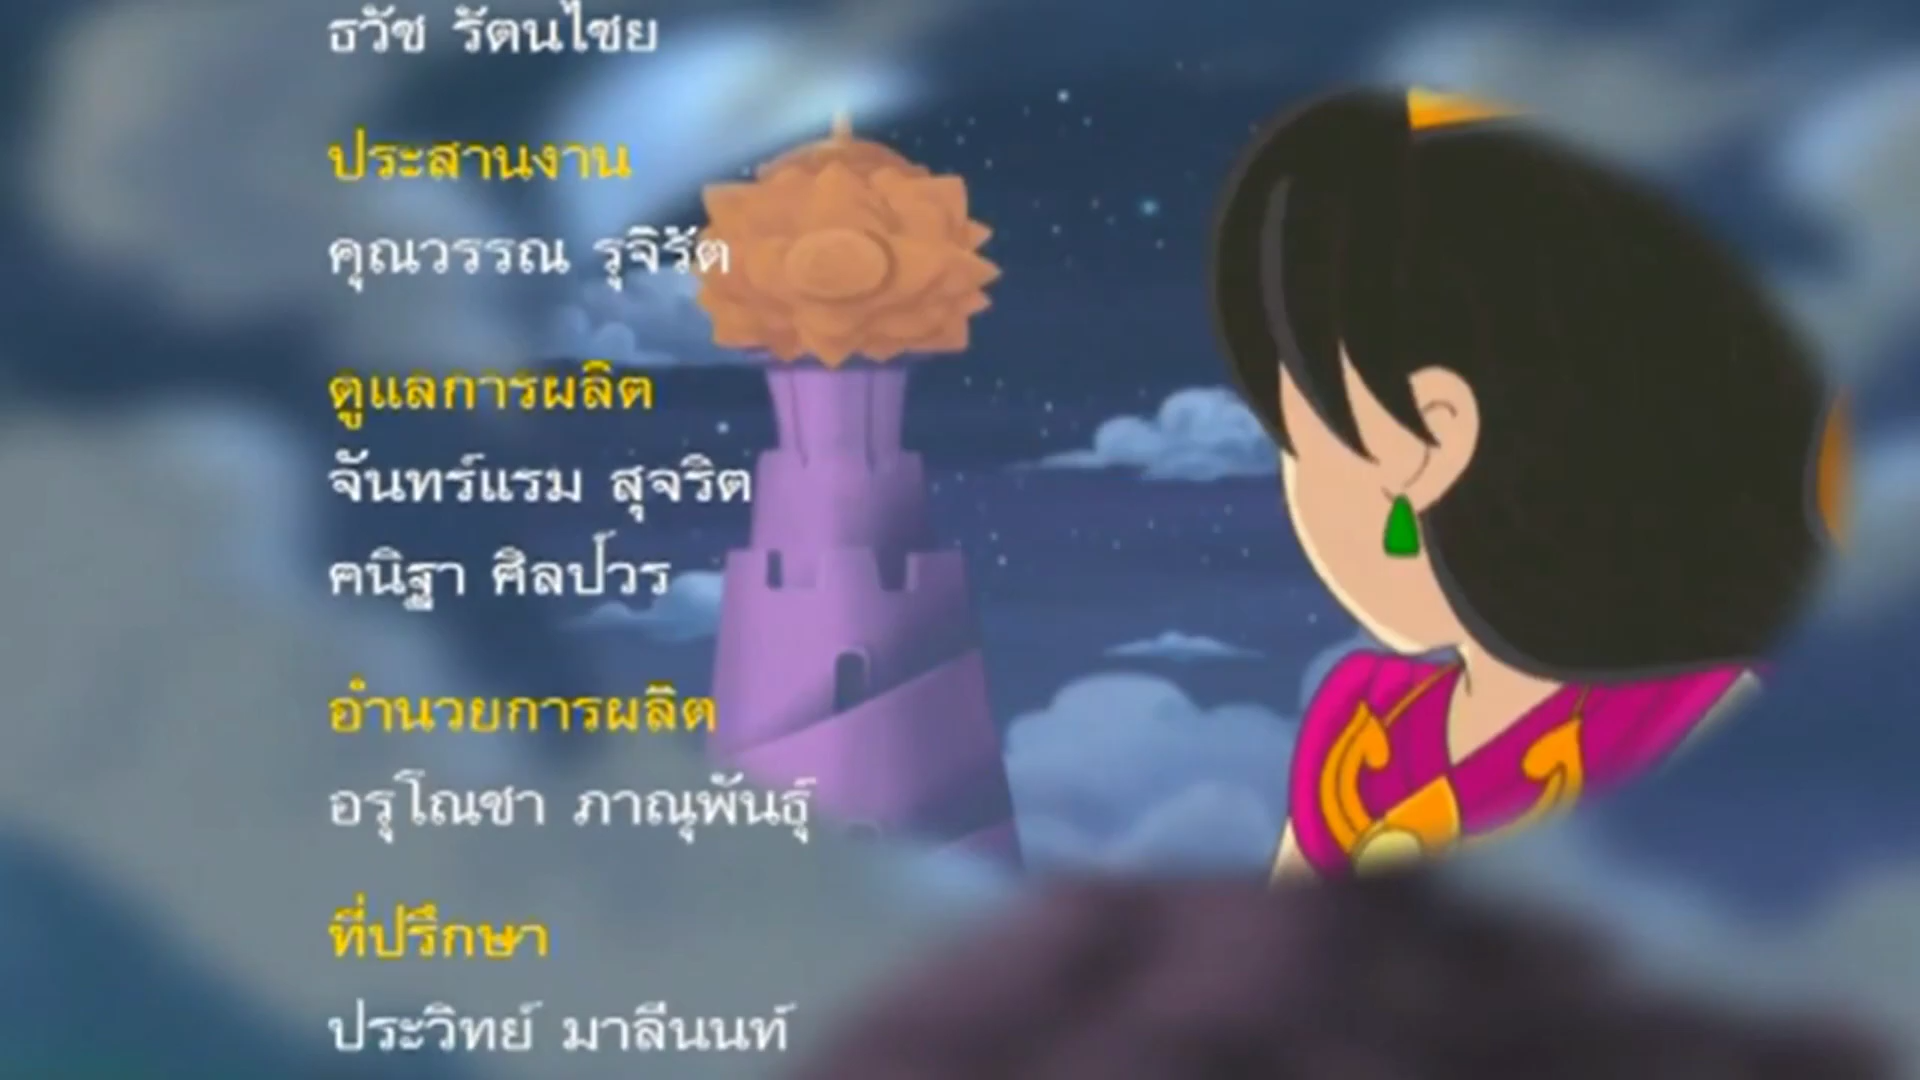 ธวัช รัตนไชย
ประสานงาน
คุณวรรณ รุจิรัต
ดูแลการผลิต
จันทร์แรม สุจริต
คนิฐา ศิลป์วร
อำนวยการผลิต
อรุโณชา ภาณุพันธุ์
ที่ปรึกษา
ประวิทย์ มาลีนนท์